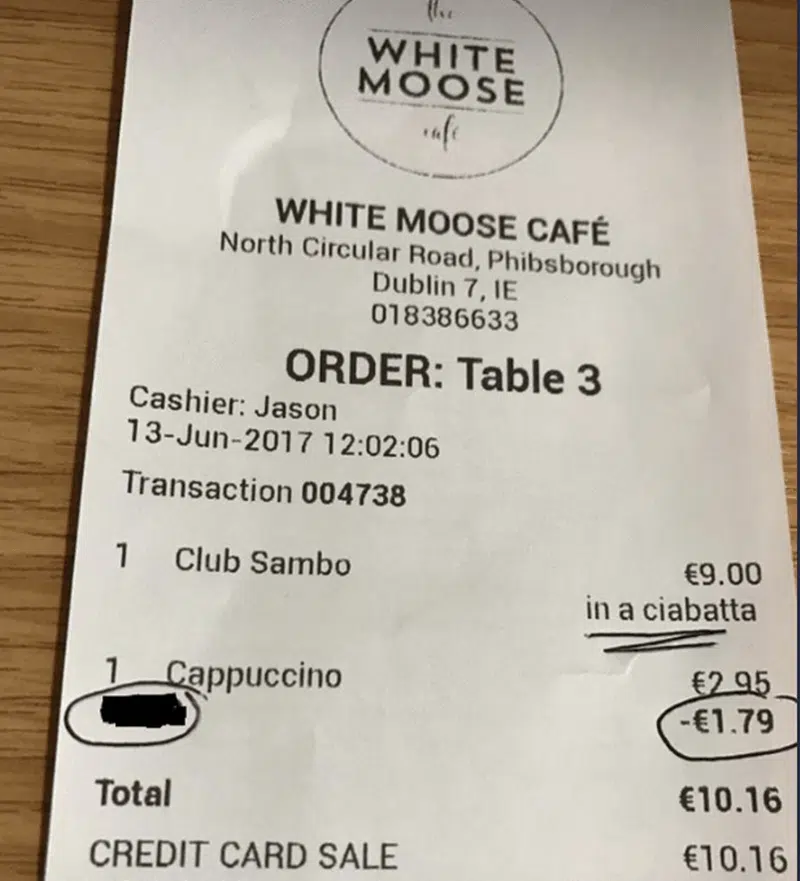 the
WHITE
MOOSE
café
WHITE MOOSE CAFÉ
North Circular Road, Phibsborough
Dublin 7, IE
018386633
ORDER: Table 3
Cashier: Jason
13-Jun-2017 12:02:06
Transaction 004738
1 Club Sambo €9.00
in a ciabatta
1 Cappuccino €2.95
-€1.79
Total €10.16
CREDIT CARD SALE €10.16